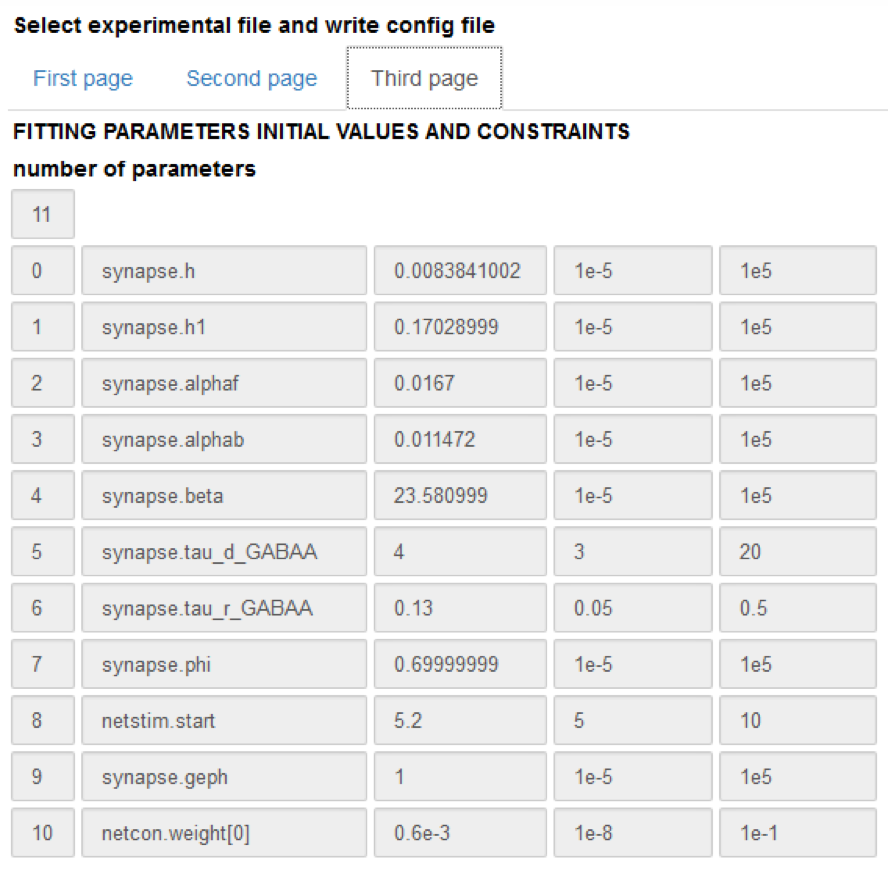 Select experimental file and write config file
First page Second page Third page
FITTING PARAMETERS INITIAL VALUES AND CONSTRAINTS
number of parameters
11
0 synapse.h 0.0083841002 1e-5 1e5
1 synapse.h1 0.17028999 1e-5 1e5
2 synapse.alphaf 0.0167 1e-5 1e5
3 synapse.alphab 0.011472 1e-5 1e5
4 synapse.beta 23.580999 1e-5 1e5
5 synapse.tau_d_GABAA 4 3 20
6 synapse.tau_r_GABAA 0.13 0.05 0.5
7 synapse.phi 0.69999999 1e-5 1e5
8 netstim.start 5.2 5 10
9 synapse.geph 1 1e-5 1e5
10 netcon.weight[0] 0.6e-3 1e-8 1e-1